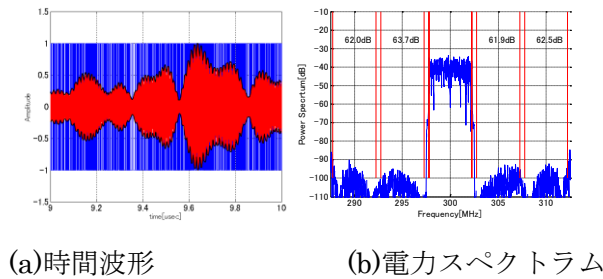 1.5
1
0.5
0
-0.5
-1
-1.5
Amplitude
9
9.2
9.4
9.6
9.8
10
time[μsec.]
-10
-20
-30
-40
-50
-60
-70
-80
-90
-100
-110
Power Specrtum[dB]
62.0dB
63.7dB
61.9dB
62.5dB
290
295
300
305
310
Frequency[MHz]
(a)時間波形
(b)電力スペクトラム